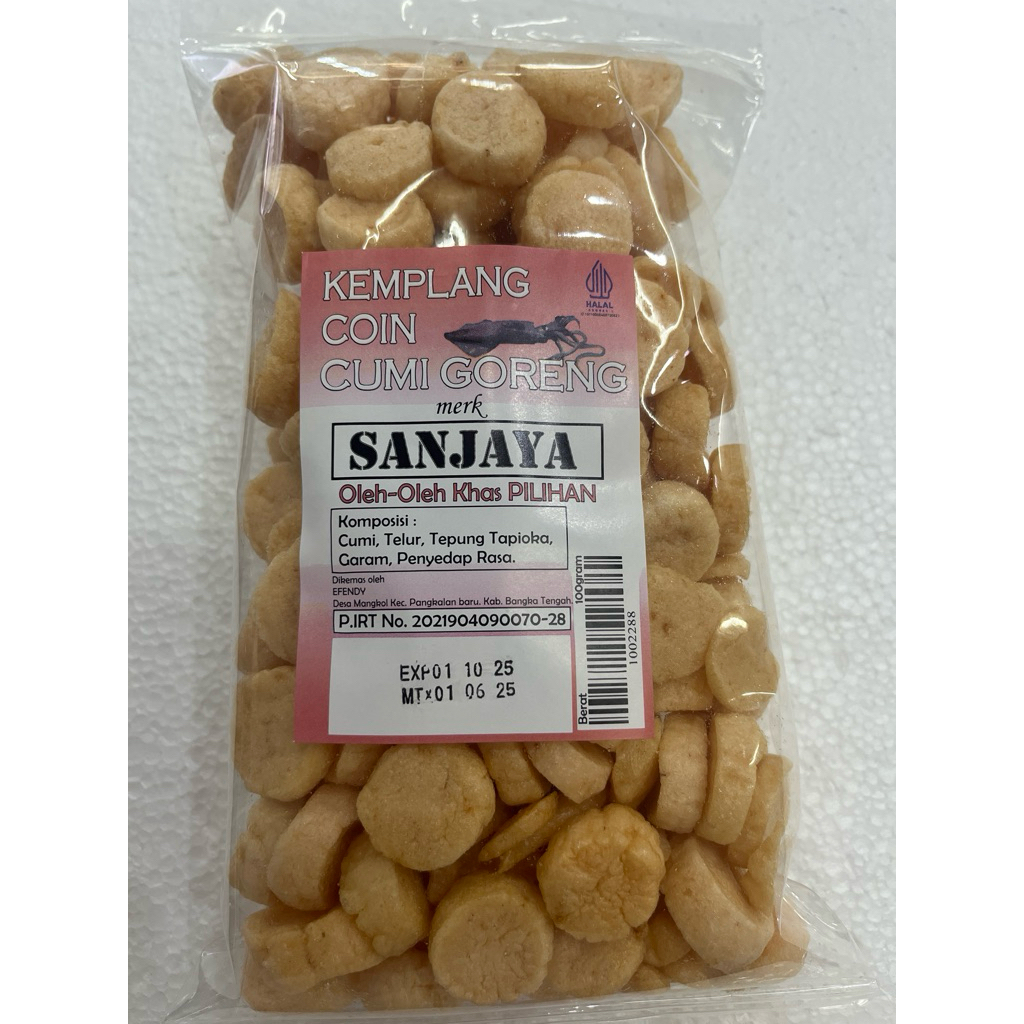 KEMPLANG
COIN
CUMI GORENG
HALAL
merk
SANJAYA
Oleh-Oleh Khas PILIHAN
Komposisi :
Cumi, Telur, Tepung Tapioka,
Garam, Penyedap Rasa.
Dikemas oleh
EFENDY
Desa Mangkol Kec. Pangkalan baru. Kab. Bangka Tengah.
P.IRT No. 2021904090070-28
EXP01 10 25
01 06 25
Berat 100gram
1002288